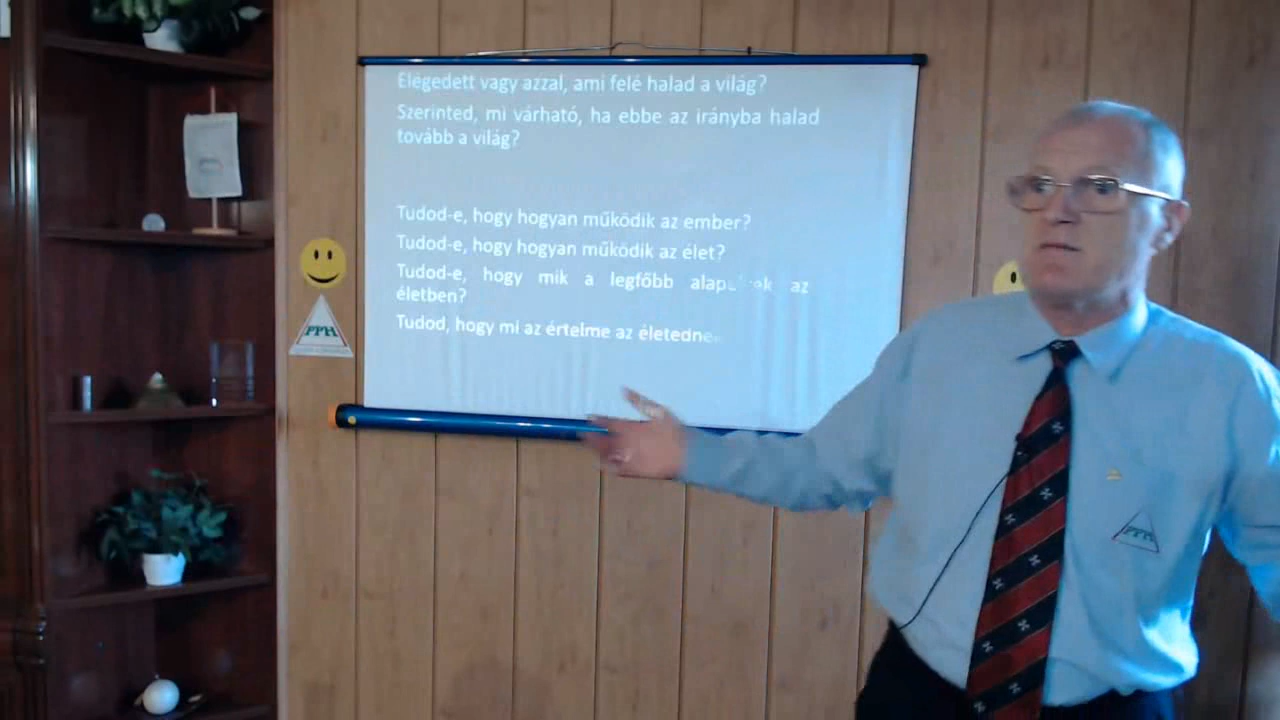 Elégedett vagy azzal, ami felé halad a világ?
Szerinted, mi várható, ha ebbe az irányba halad
tovább a világ?
Tudod-e, hogy hogyan működik az ember?
Tudod-e, hogy hogyan működik az élet?
Tudod-e, hogy mik a legfőbb az
életben?
Tudod, hogy mi az értelme az
PPH
PPH